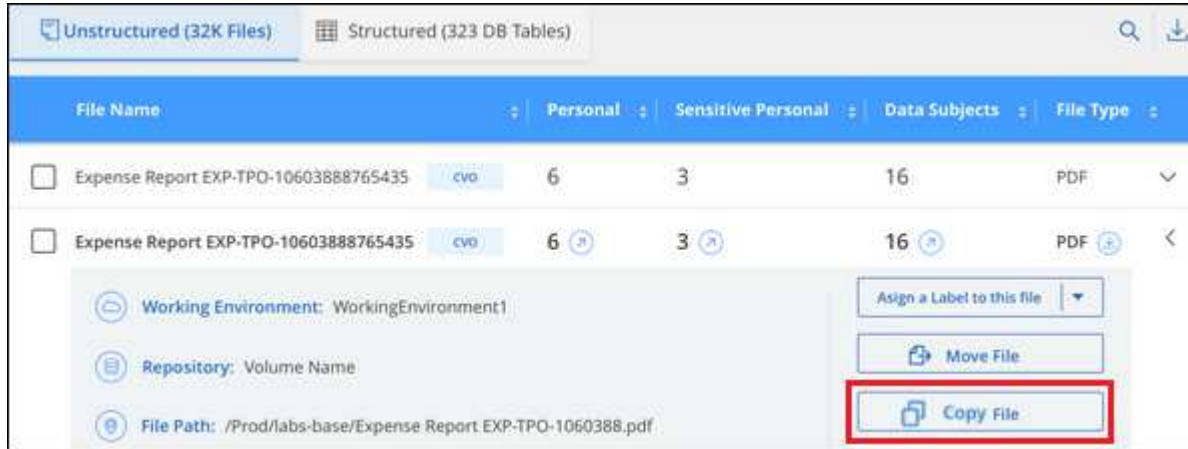 Unstructured (32K Files) Structured (323 DB Tables)
File Name Personal Sensitive Personal Data Subjects File Type
Expense Report EXP-TPO-10603888765435 CVO 6 3 16 PDF
Expense Report EXP-TPO-10603888765435 CVO 6 3 16 PDF
Working Environment: WorkingEnvironment1
Asign a Label to this file
Repository: Volume Name
Move File
File Path: /Prod/labs-base/Expense Report EXP-TPO-1060388.pdf
Copy File